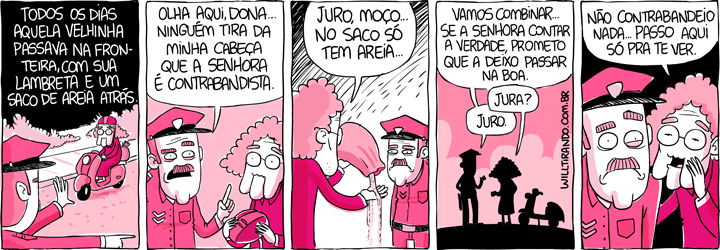 TODOS OS DIAS
AQUELA VELHINHA
PASSAVA NA FRON-
TEIRA, COM SUA
LAMBRETA E UM
SACO DE AREIA ATRÁS.
OLHA AQUI, DONA...
NINGUÉM TIRA DA
MINHA CABEÇA
QUE A SENHORA
É CONTRABANDISTA.
JURO, MOÇO...
NO SACO SÓ
TEM AREIA...
VAMOS COMBINAR...
SE A SENHORA CONTAR
A VERDADE, PROMETO
QUE A DEIXO PASSAR
NA BOA.
JURA?
JURO.
WILLTIRANDO.COM.BR
NÃO CONTRABANDEIO
NADA... PASSO AQUI
SÓ PRA TE VER.